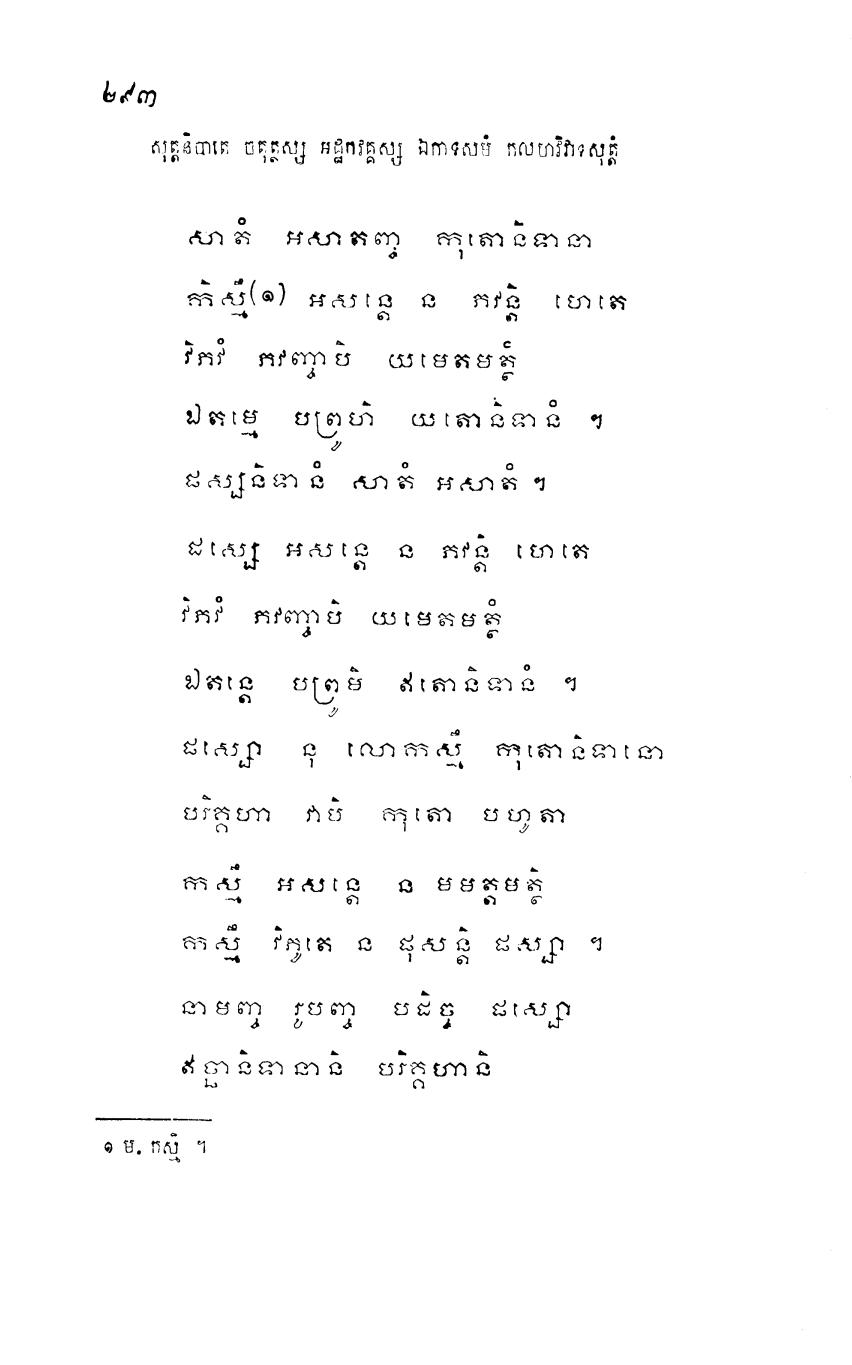 ២៩៣
សុត្តនិបាតេ ចតុត្ថស្ស អដ្ឋកវគ្គស្ស ឯកាទសមំ កលហវិវាទសុត្តំ
សាតំ អសាតញ្ច កុតោនិទានា
កិស្មឹ(១) អសន្តេ ន ភវន្តិ ហេតេ
វិភវំ ភវញ្ចាបិ យមេតមត្ថំ
ឯតម្មេ បព្រូហិ យតោនិទានំ ។
ផស្សនិទានំ សាតំ អសាតំ ។
ផស្សេ អសន្តេ ន ភវន្តិ ហេតេ
វិភវំ ភវញ្ចាបិ យមេតមត្ថំ
ឯតន្តេ បព្រូមិ ឥតោនិទានំ ។
ផស្សោ នុ លោកស្មឹ កុតោនិទានោ
បរិគ្គហា វាបិ កុតោ បហូតា
កស្មឹ អសន្តេ ន មមត្តមត្ថិ
កស្មឹ វិភូតេ ន ផុសន្តិ ផស្សា ។
នាមញ្ច រូបញ្ច បដិច្ច ផស្សោ
ឥច្ឆានិទានានិ បរិគ្គហានិ
១ ម. កស្មឹ ។